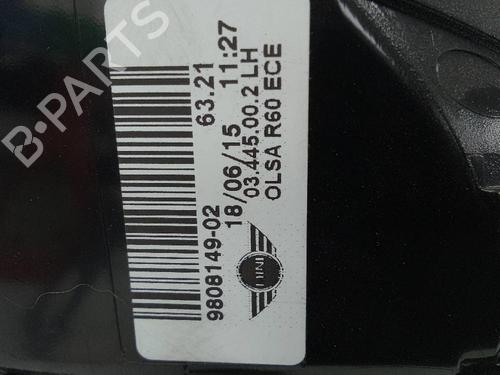 B-PARTS
9808149-02 63.21
18/06/15 11:27
03.445.00.2 LH
OLSA R60 ECE
MINI